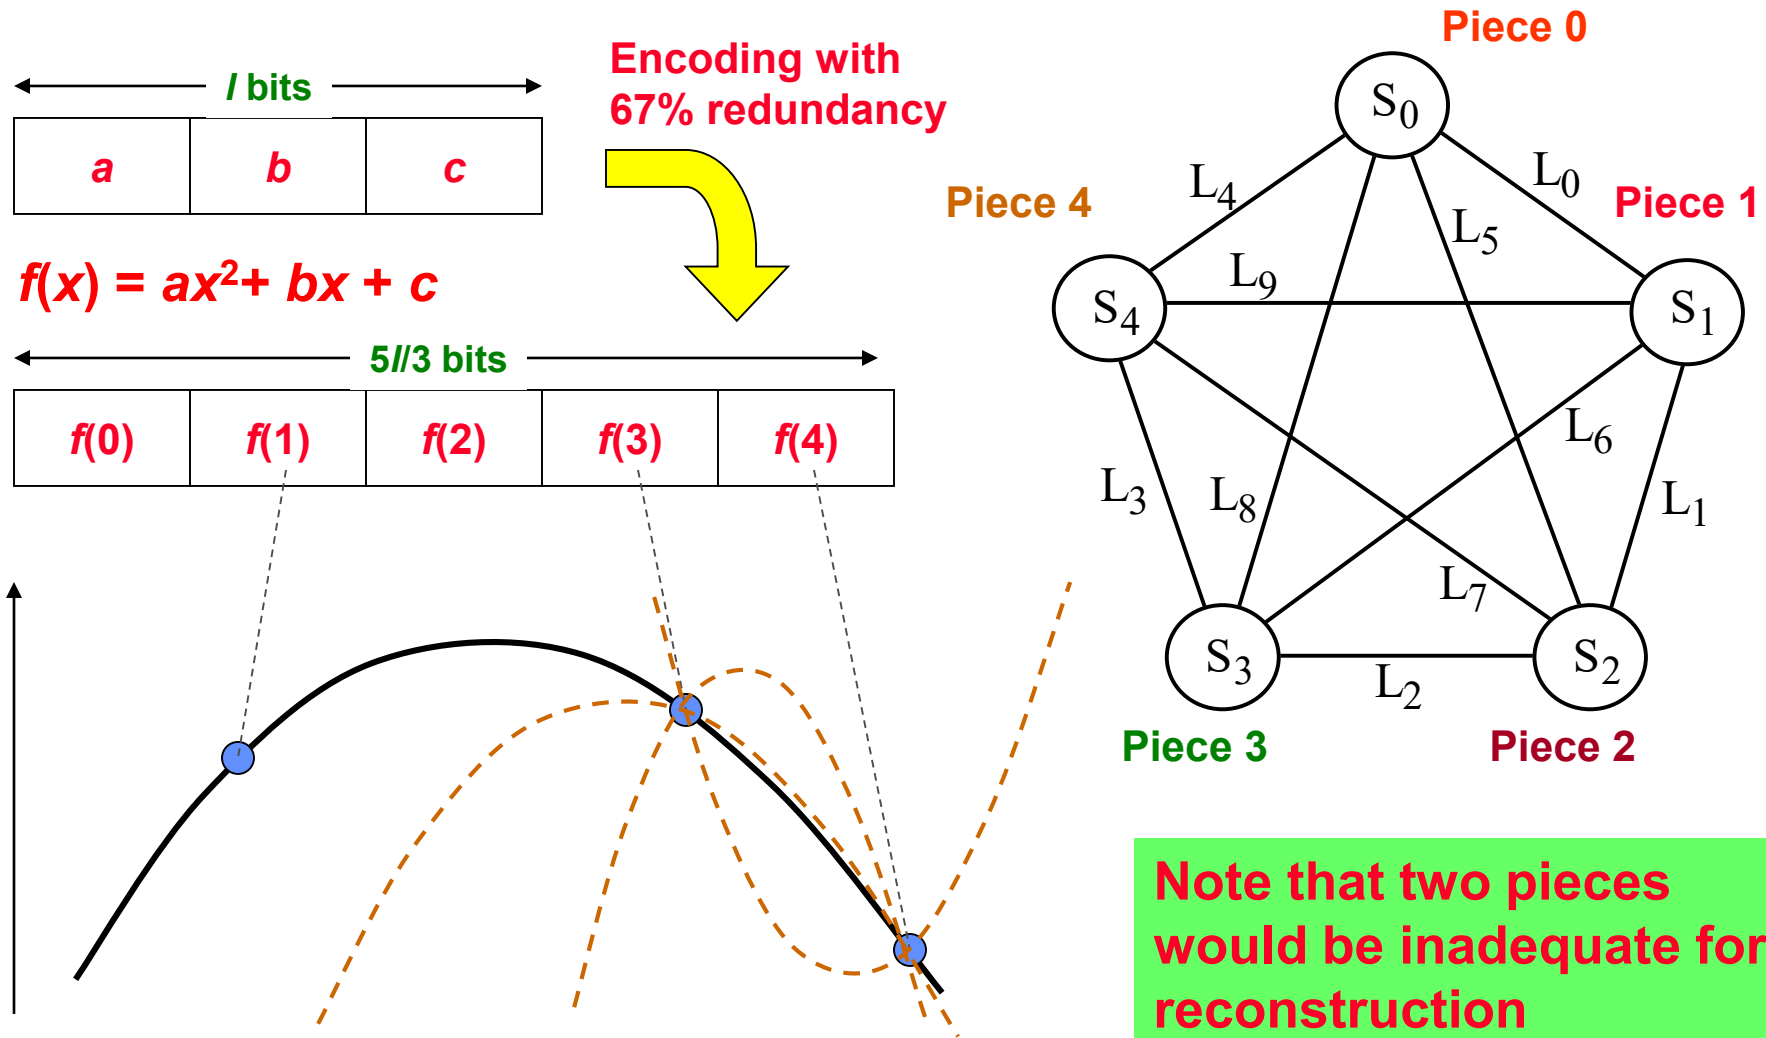 l bits
a b c
f(x) = ax²+ bx + c
Encoding with
67% redundancy
5l//3 bits
f(0) f(1) f(2) f(3) f(4)
Piece 0
S₀
L₄
L₀
Piece 4
Piece 1
L₅
L₉
S₄
S₁
L₆
L₃
L₈
L₁
L₇
S₃
S₂
L₂
Piece 3
Piece 2
Note that two pieces
would be inadequate for
reconstruction